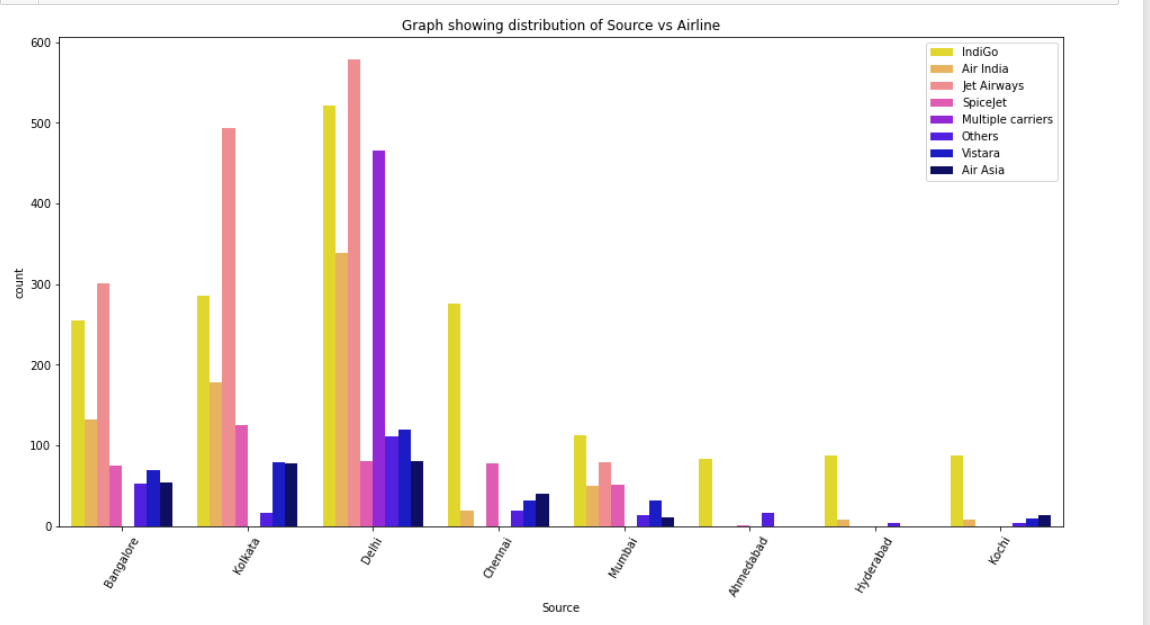 Graph showing distribution of Source vs Airline
600
500
400
300
200
100
0
count
IndiGo
Air India
Jet Airways
SpiceJet
Multiple carriers
Others
Vistara
Air Asia
Bangalore
Kolkata
Delhi
Chennai
Mumbai
Ahmedabad
Hyderabad
Kochi
Source